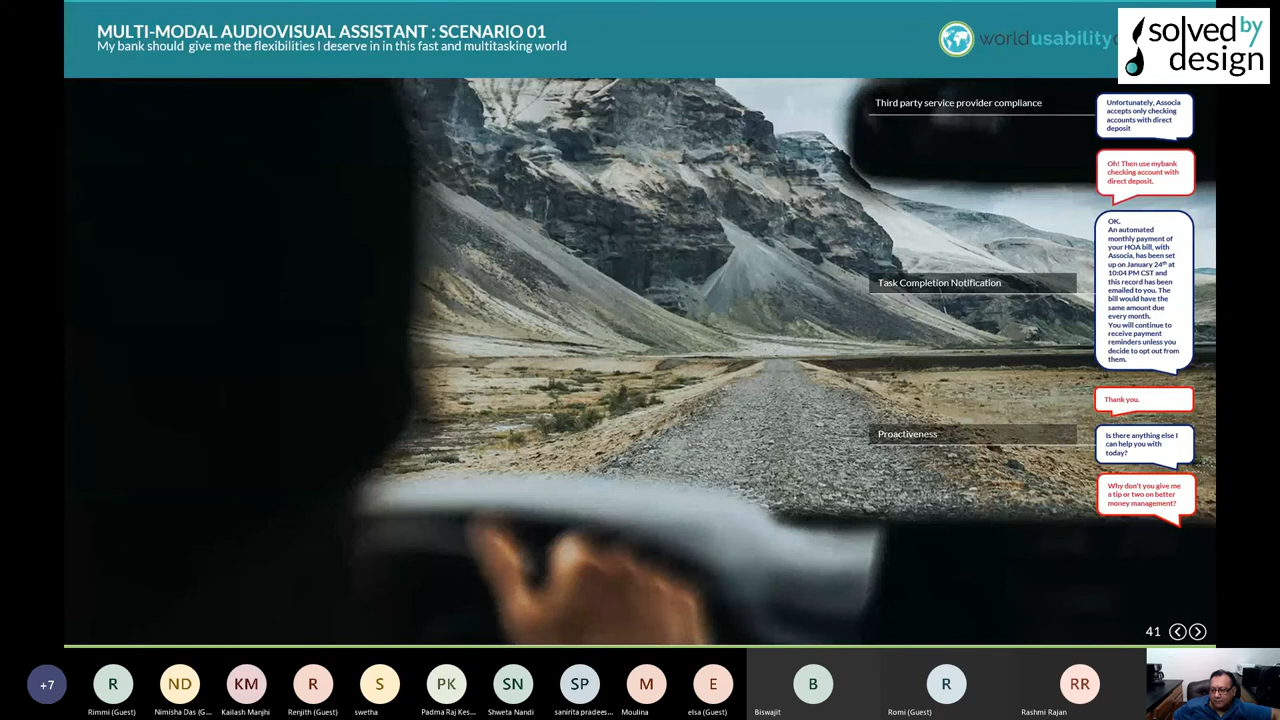 MULTI-MODAL AUDIOVISUAL ASSISTANT : SCENARIO 01
My bank should give me the flexibilities I deserve in in this fast and multitasking world
worldusability
solved by
design
Third party service provider compliance
Unfortunately, Associa
accepts only checking
accounts with direct
deposit
Oh! Then use mybank
checking account with
direct deposit.
OK.
An automated
monthly payment of
your HOA bill, with
Associa, has been set
up on January 24th at
10:04 PM CST and
this record has been
emailed to you. The
bill would have the
same amount due
every month.
You will continue to
receive payment
reminders unless you
decide to opt out from
them.
Task Completion Notification
Thank you.
Proactiveness
Is there anything else I
can help you with
today?
Why don't you give me
a tip or two on better
money management?
41
+7
R
ND
KM
R
S
PK
SN
SP
M
E
B
R
RR
Rimmi (Guest)
Nimisha Das (G...
Kailash Manjhi
Renjith (Guest)
swetha
Padma Raj Kes...
Shweta Nandi
sanirita pradees...
Moulina
elsa (Guest)
Biswajit
Romi (Guest)
Rashmi Rajan